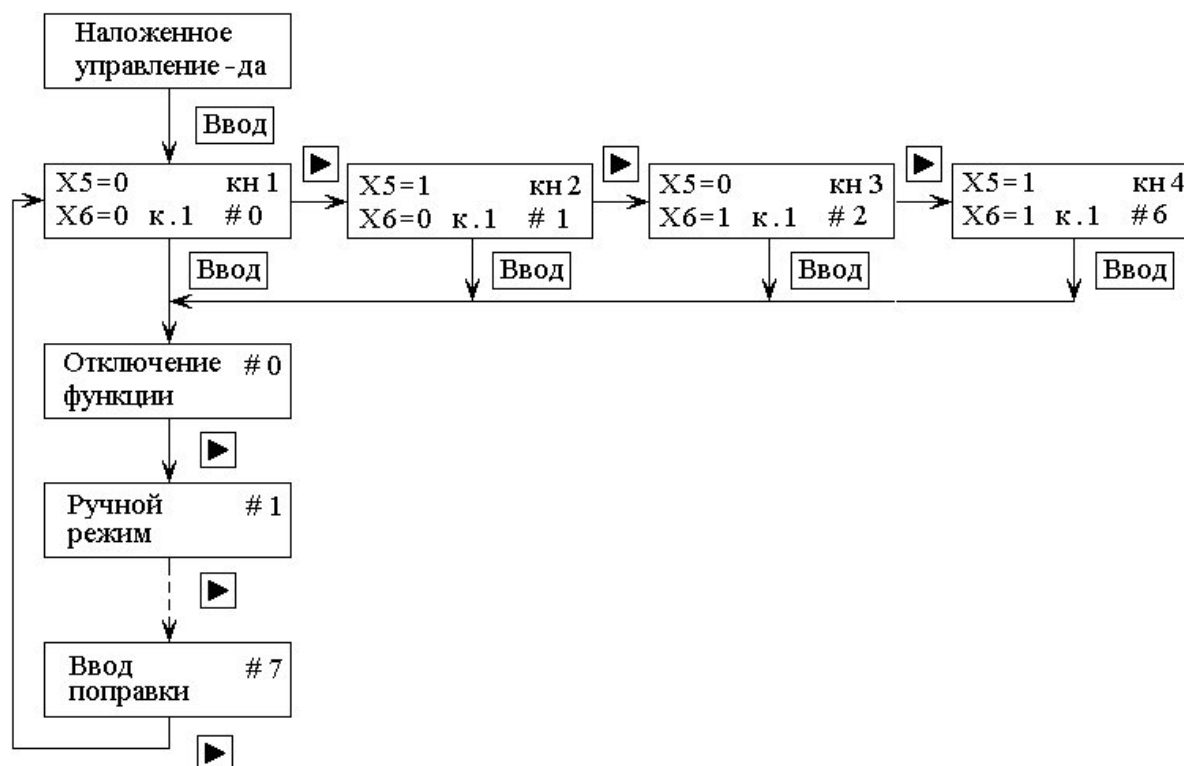 Наложенное
управление - да
Ввод
X5=0 кн 1
X6=0 к.1 # 0
X5=1 кн 2
X6=0 к.1 # 1
X5=0 кн 3
X6=1 к.1 # 2
X5=1 кн 4
X6=1 к.1 # 6
Ввод
Ввод
Ввод
Ввод
Отключение # 0
функции
Ручной # 1
режим
Ввод # 7
поправки